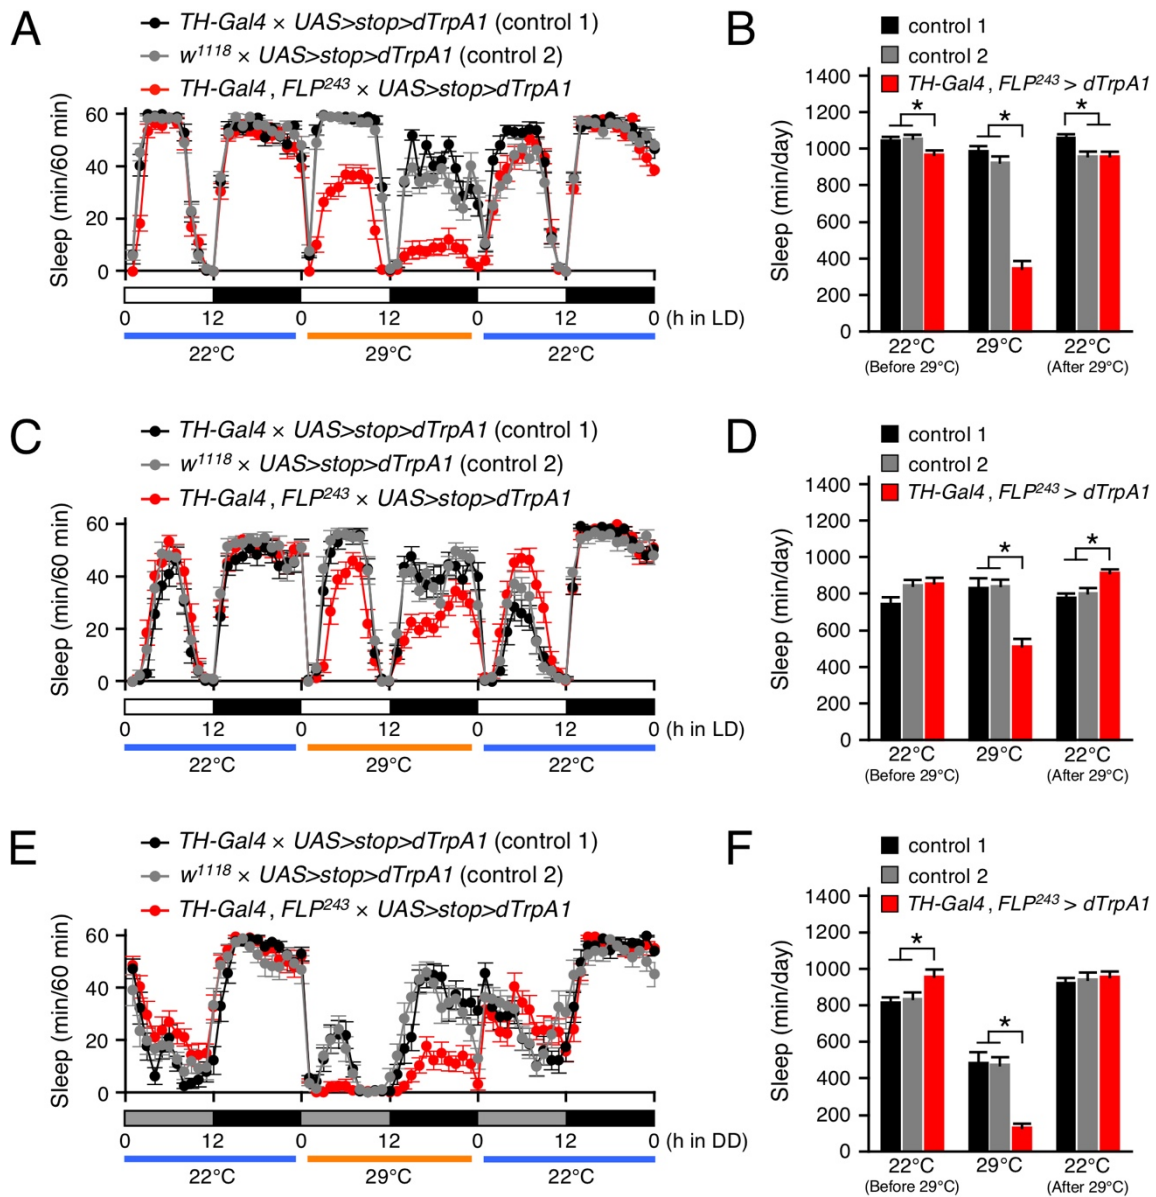 A
TH-Gal4 × UAS>stop>dTrpA1 (control 1)
w1118 × UAS>stop>dTrpA1 (control 2)
TH-Gal4 , FLP243 × UAS>stop>dTrpA1
Sleep (min/60 min)
60
40
20
0
0 12 0 12 0 12 0 (h in LD)
22°C 29°C 22°C
B
control 1
control 2
TH-Gal4 , FLP243 > dTrpA1
Sleep (min/day)
1400
1200
1000
800
600
400
200
0
* * *
22°C 29°C 22°C
(Before 29°C) (After 29°C)
C
TH-Gal4 × UAS>stop>dTrpA1 (control 1)
w1118 × UAS>stop>dTrpA1 (control 2)
TH-Gal4 , FLP243 × UAS>stop>dTrpA1
Sleep (min/60 min)
60
40
20
0
0 12 0 12 0 12 0 (h in LD)
22°C 29°C 22°C
D
control 1
control 2
TH-Gal4 , FLP243 > dTrpA1
Sleep (min/day)
1400
1200
1000
800
600
400
200
0
* *
22°C 29°C 22°C
(Before 29°C) (After 29°C)
E
TH-Gal4 × UAS>stop>dTrpA1 (control 1)
w1118 × UAS>stop>dTrpA1 (control 2)
TH-Gal4 , FLP243 × UAS>stop>dTrpA1
Sleep (min/60 min)
60
40
20
0
0 12 0 12 0 12 0 (h in DD)
22°C 29°C 22°C
F
control 1
control 2
TH-Gal4 , FLP243 > dTrpA1
Sleep (min/day)
1400
1200
1000
800
600
400
200
0
* *
22°C 29°C 22°C
(Before 29°C) (After 29°C)